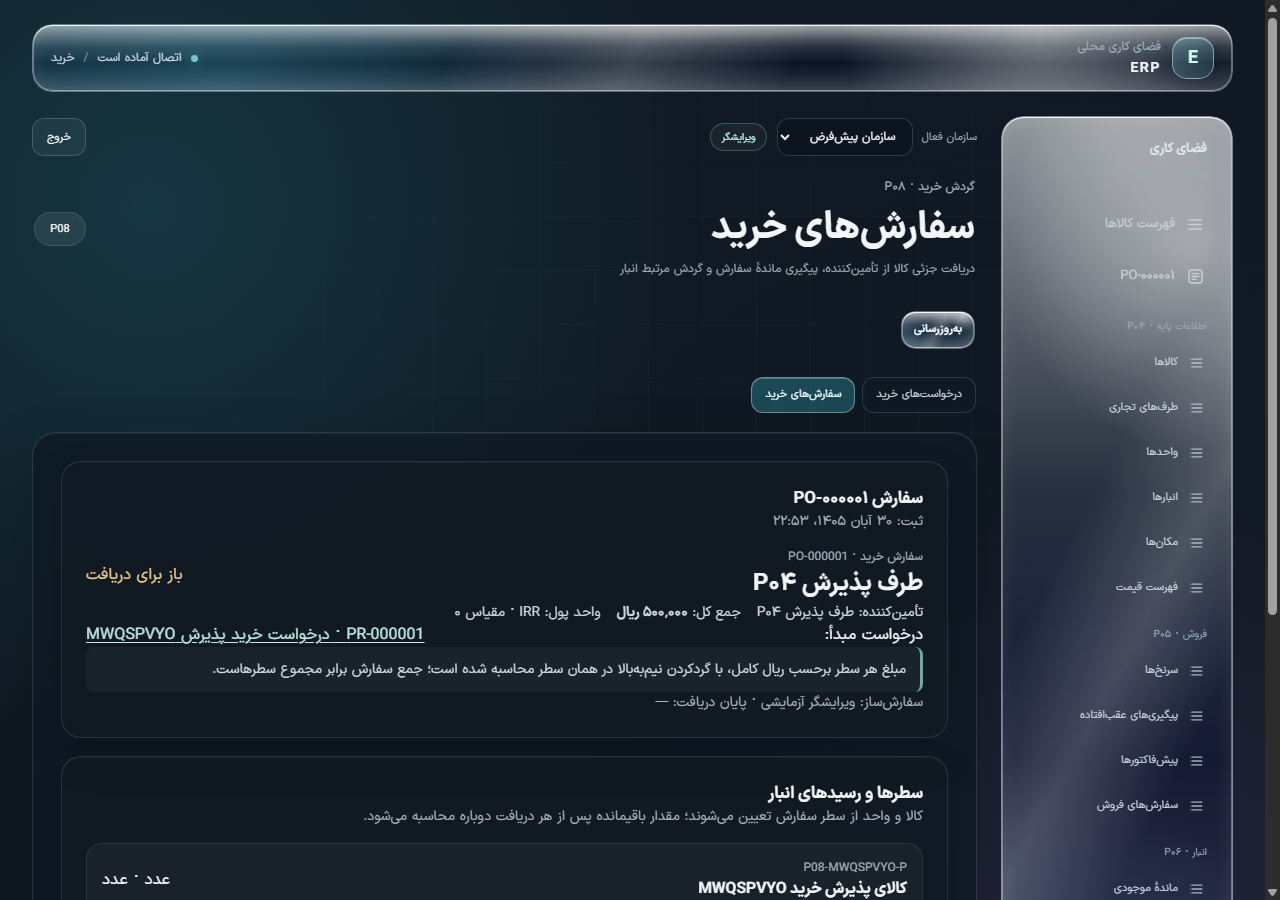 E
فضای کاری محلی
ERP
اتصال آماده است / خرید
سازمان فعال
سازمان پیش‌فرض
ویرایشگر
خروج
گردش خرید · P۰۸
سفارش‌های خرید
P08
دریافت جزئی کالا از تأمین‌کننده، پیگیری ماندهٔ سفارش و گردش مرتبط انبار
به‌روزرسانی
درخواست‌های خرید
سفارش‌های خرید
فضای کاری
فهرست کالاها
PO-۰۰۰۰۰۱
اطلاعات پایه · P۰۴
کالاها
طرف‌های تجاری
واحدها
انبارها
مکان‌ها
فهرست قیمت
فروش · P۰۵
سرنخ‌ها
پیگیری‌های عقب‌افتاده
پیش‌فاکتورها
سفارش‌های فروش
انبار · P۰۶
ماندهٔ موجودی
سفارش PO-۰۰۰۰۰۱
ثبت: ۳۰ آبان ۱۴۰۵، ۲۲:۵۳
سفارش خرید · PO-000001
طرف پذیرش P۰۴
باز برای دریافت
تأمین‌کننده: طرف پذیرش P۰۴ جمع کل: ۵۰۰٬۰۰۰ ریال واحد پول: IRR · مقیاس ۰
درخواست مبدأ:
PR-000001 · درخواست خرید پذیرش MWQSPVYO
مبلغ هر سطر برحسب ریال کامل، با گردکردن نیم‌به‌بالا در همان سطر محاسبه شده است؛ جمع سفارش برابر مجموع سطرهاست.
سفارش‌ساز: ویرایشگر آزمایشی · پایان دریافت: —
سطرها و رسیدهای انبار
کالا و واحد از سطر سفارش تعیین می‌شوند؛ مقدار باقیمانده پس از هر دریافت دوباره محاسبه می‌شود.
P08-MWQSPVYO-P
کالای پذیرش خرید MWQSPVYO
عدد · عدد